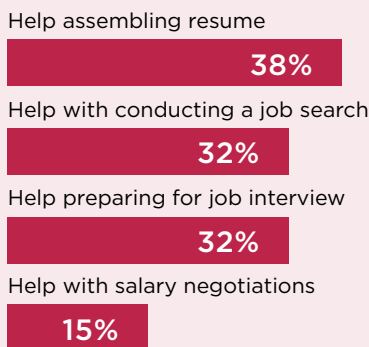 Help assembling resume
38%
Help with conducting a job search
32%
Help preparing for job interview
32%
Help with salary negotiations
15%